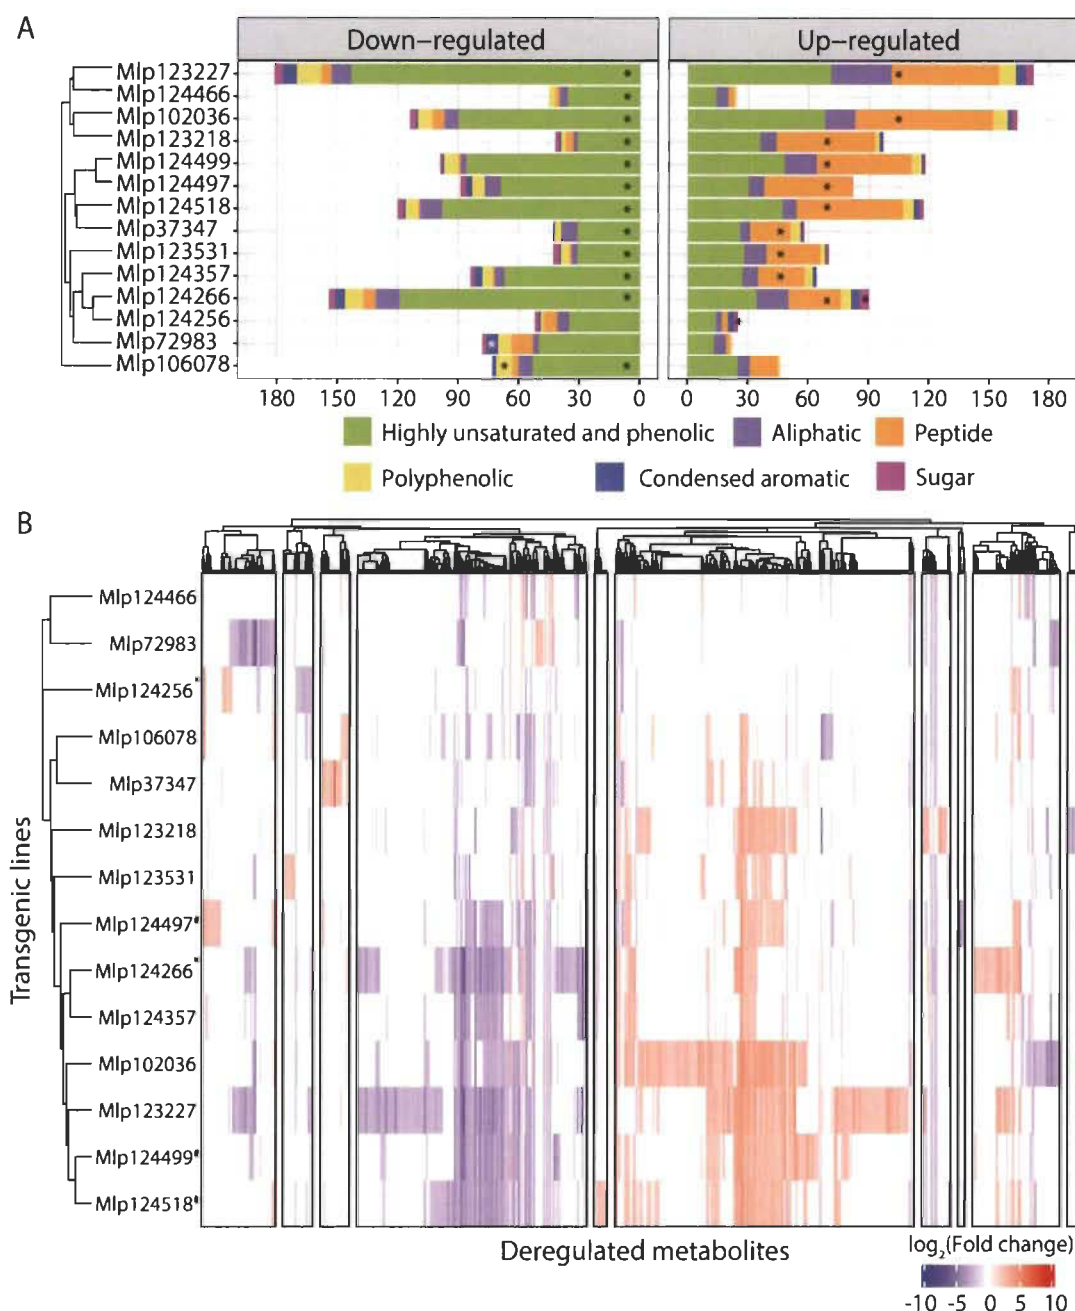 A
Down-regulated
Up-regulated
Mlp123227
Mlp124466
Mlp102036
Mlp123218
Mlp124499
Mlp124497
Mlp124518
Mlp37347
Mlp123531
Mlp124357
Mlp124266
Mlp124256
Mlp72983
Mlp106078
180 150 120 90 60 30 0 0 30 60 90 120 150 180
Highly unsaturated and phenolic Aliphatic Peptide
Polyphenolic Condensed aromatic Sugar
B
Transgenic lines
Mlp124466
Mlp72983
Mlp124256*
Mlp106078
Mlp37347
Mlp123218
Mlp123531
Mlp124497#
Mlp124266*
Mlp124357
Mlp102036
Mlp123227
Mlp124499#
Mlp124518#
Deregulated metabolites
log2(Fold change)
-10 -5 0 5 10